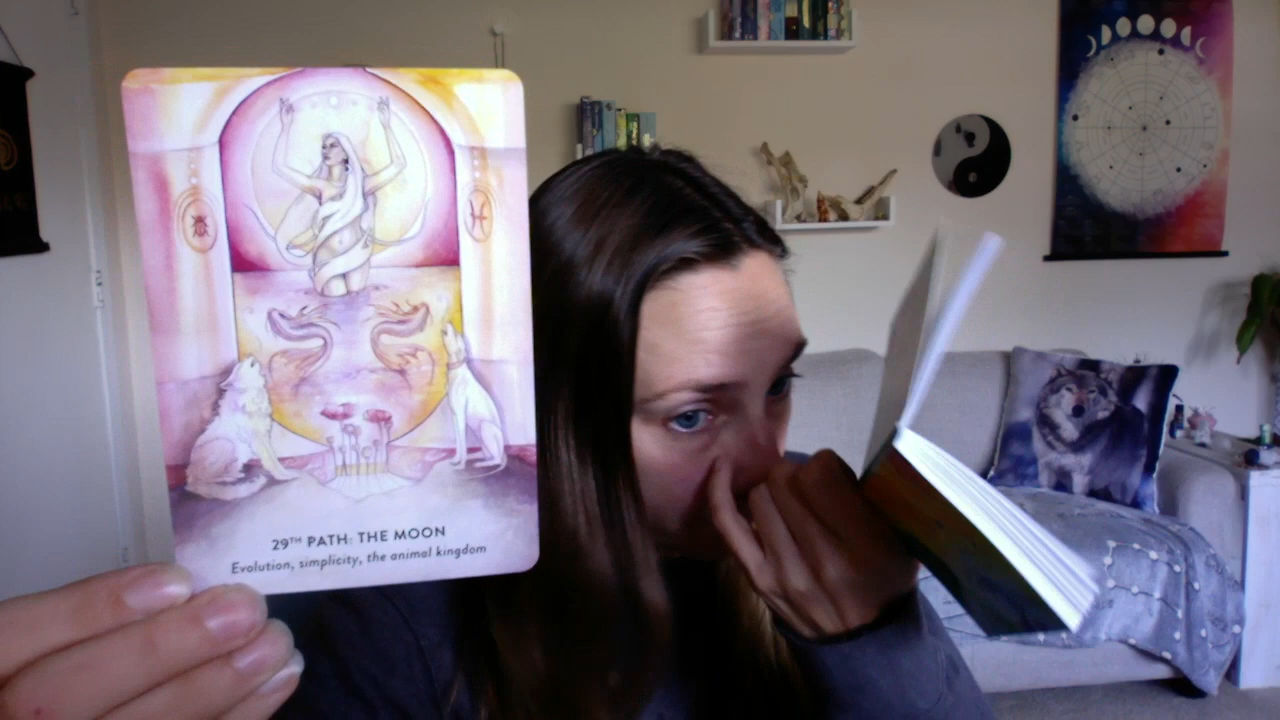 29TH PATH: THE MOON
Evolution, simplicity, the animal kingdom